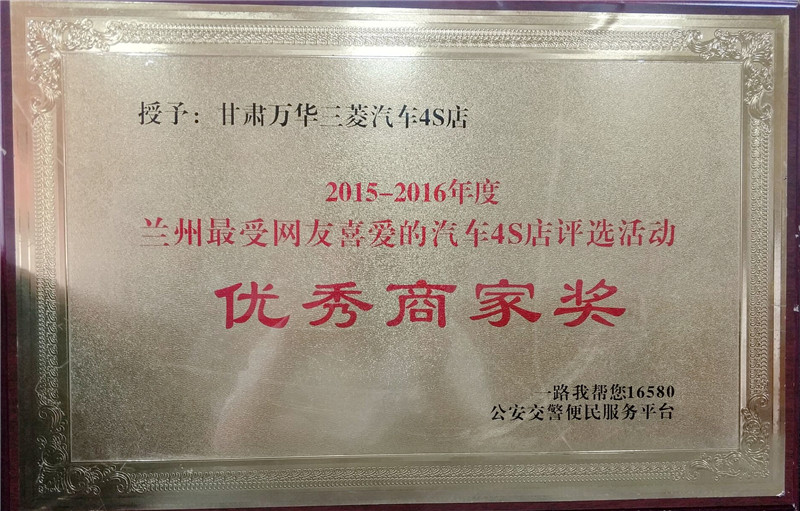 授予：甘肃万华三菱汽车4S店
2015-2016年度
兰州最受网友喜爱的汽车4S店评选活动
优秀商家奖
一路我帮您16580
公安交警便民服务平台